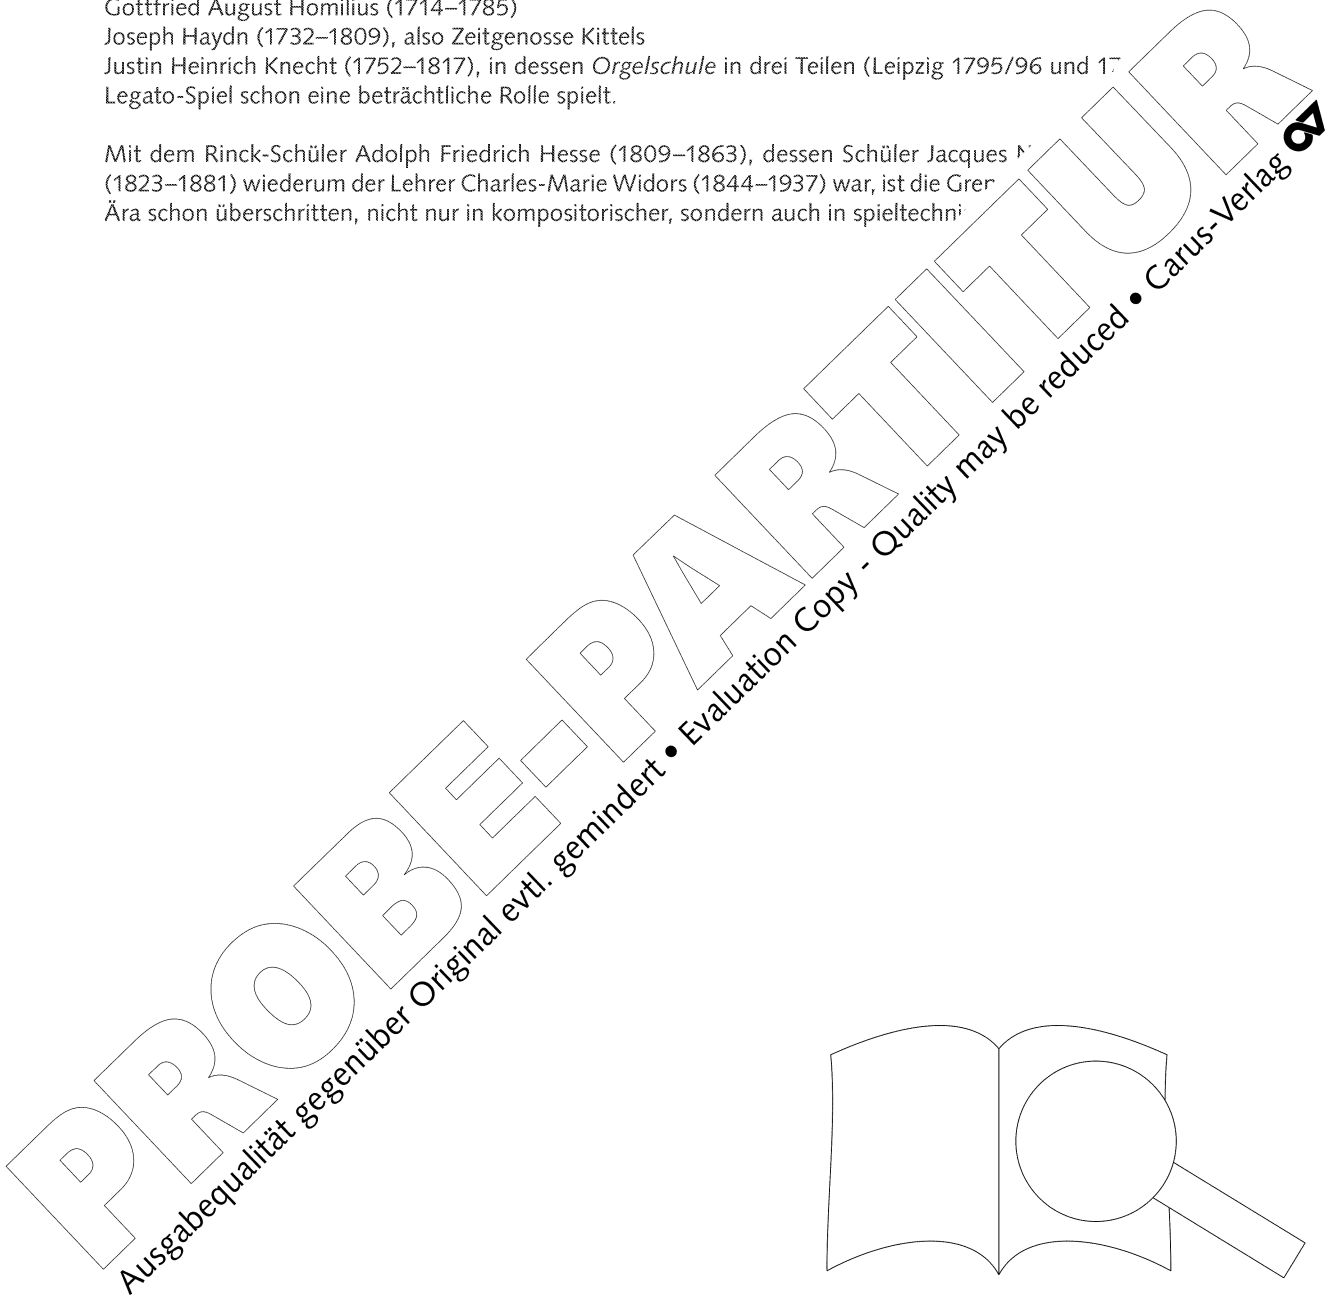 Gottfried August Homilius (1714–1785)
Joseph Haydn (1732–1809), also Zeitgenosse Kittels
Justin Heinrich Knecht (1752–1817), in dessen Orgelschule in drei Teilen (Leipzig 1795/96 und
Legato-Spiel schon eine beträchtliche Rolle spielt.
Mit dem Rinck-Schüler Adolph Friedrich Hesse (1809–1863), dessen Schüler Jacques
(1823–1881) wiederum der Lehrer Charles-Marie Widors (1844–1937) war, ist die
Ära schon überschritten, nicht nur in kompositorischer, sondern auch in
PROBE-PARTITUR
Ausgabequalität gegenüber Original evtl. gemindert • Evaluation Copy - Quality may be reduced • Carus-Verlag